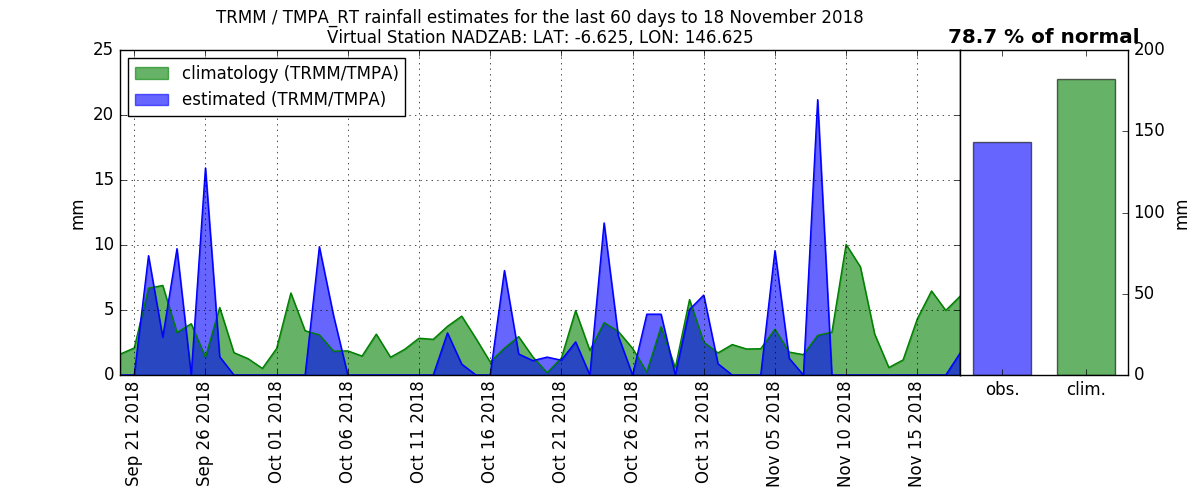 TRMM / TMPA_RT rainfall estimates for the last 60 days to 18 November 2018
Virtual Station NADZAB: LAT: -6.625, LON: 146.625
78.7 % of normal
climatology (TRMM/TMPA)
estimated (TRMM/TMPA)
25
20
15
10
5
0
mm
Sep 21 2018
Sep 26 2018
Oct 01 2018
Oct 06 2018
Oct 11 2018
Oct 16 2018
Oct 21 2018
Oct 26 2018
Oct 31 2018
Nov 05 2018
Nov 10 2018
Nov 15 2018
obs.
clim.
200
150
100
50
0
mm